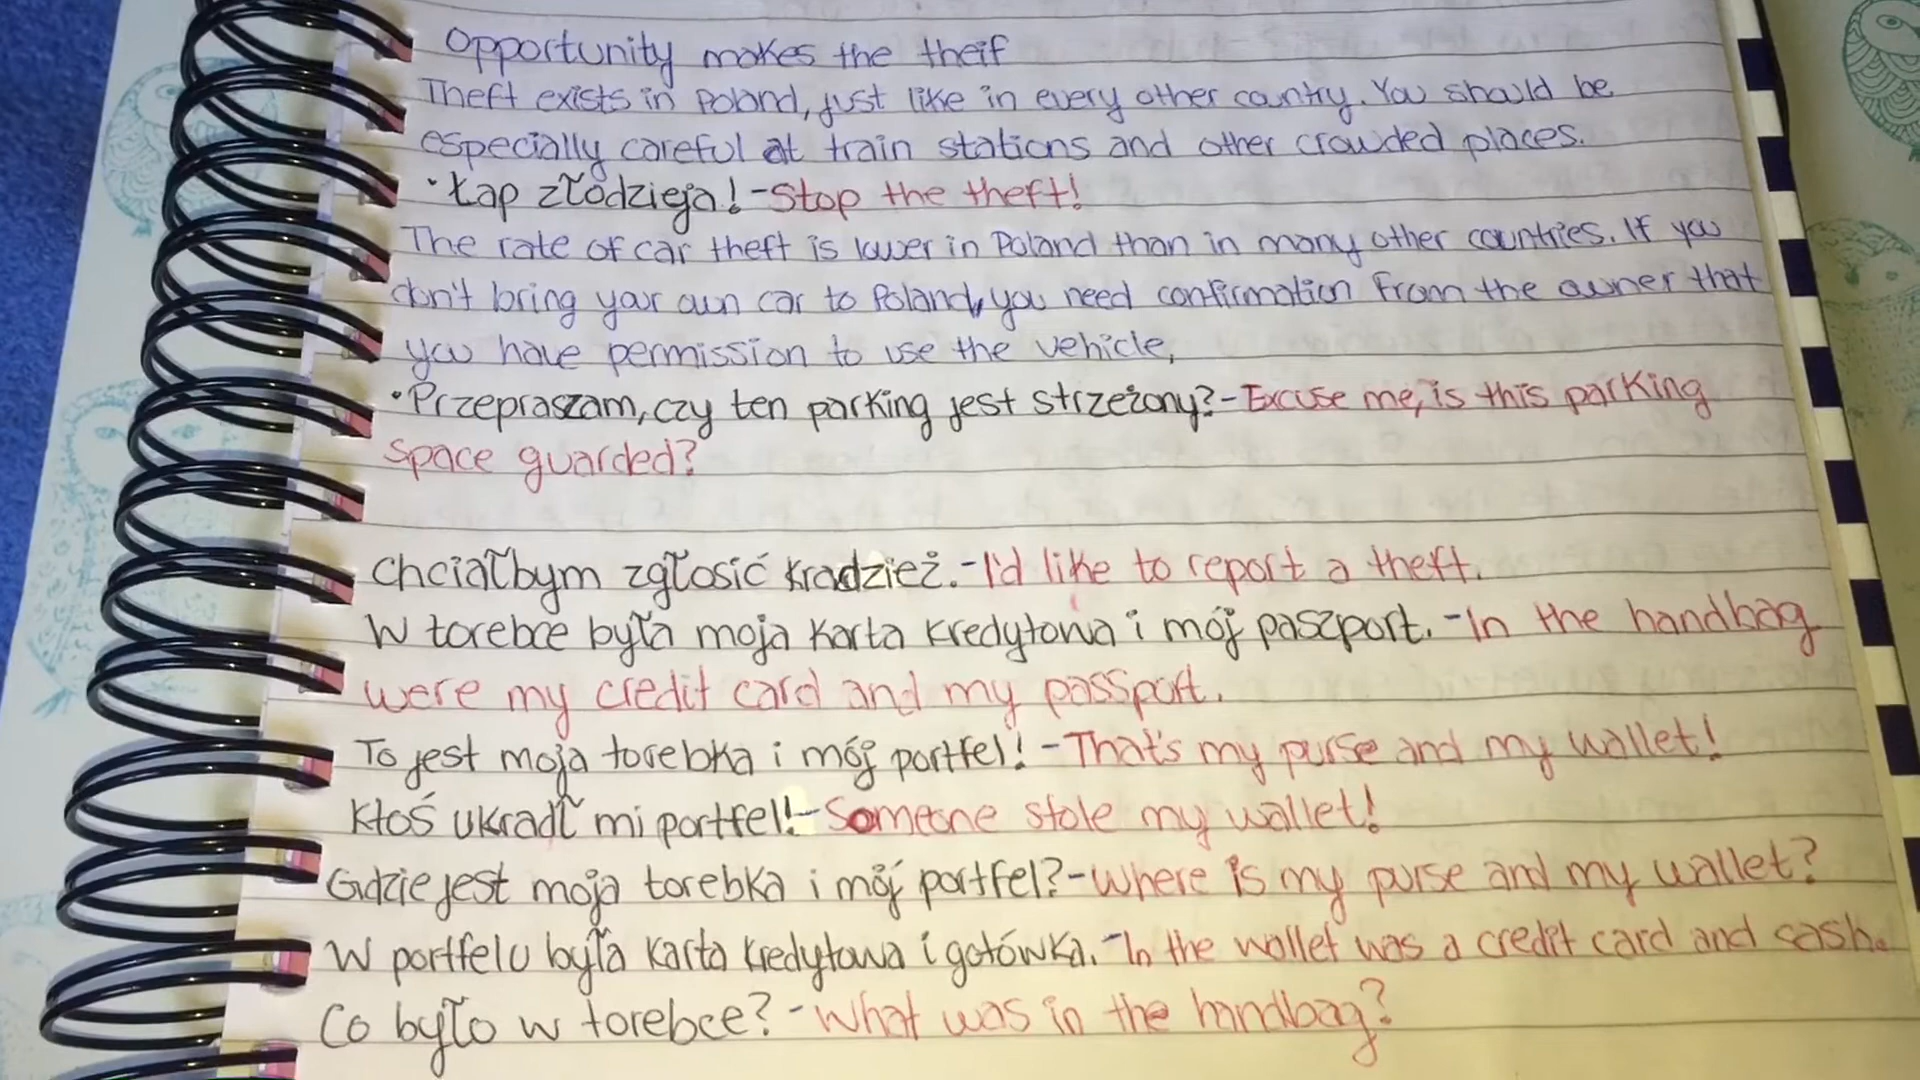 Opportunity makes the theif
Theft exists in Poland, just like in every other country. You should be
especially careful at train stations and other crowded places.
· Łap złodzieja! - Stop the theft!
The rate of car theft is lower in Poland than in many other countries. If you
don't bring your own car to Poland, you need confirmation from the owner that
you have permission to use the vehicle,
· Przepraszam, czy ten parking jest strzeżony? - Excuse me, is this parking
space guarded?
Chciałbym zgłosić kradzież. - I'd like to report a theft.
W torebce była moja karta kredytowa i mój paszport. - In the handbag
were my credit card and my passport.
To jest moja torebka i mój portfel! - That's my purse and my wallet!
Ktoś ukradł mi portfel! - Someone stole my wallet!
Gdzie jest moja torebka i mój portfel? - Where is my purse and my wallet?
W portfelu była karta kredytowa i gotówka. - In the wallet was a credit card and cash.
Co było w torebce? - What was in the handbag?